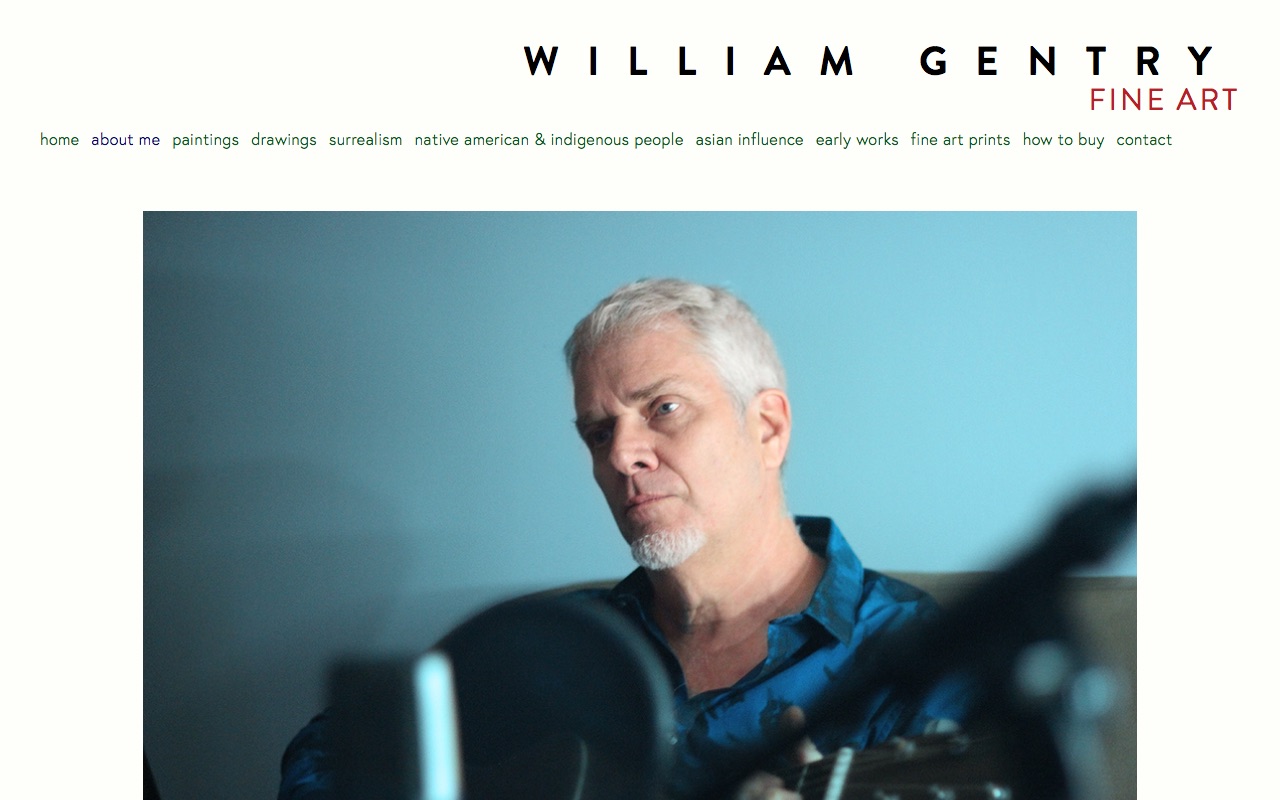 WILLIAM GENTRY
FINE ART
home about me paintings drawings surrealism native american & indigenous people asian influence early works fine art prints how to buy contact